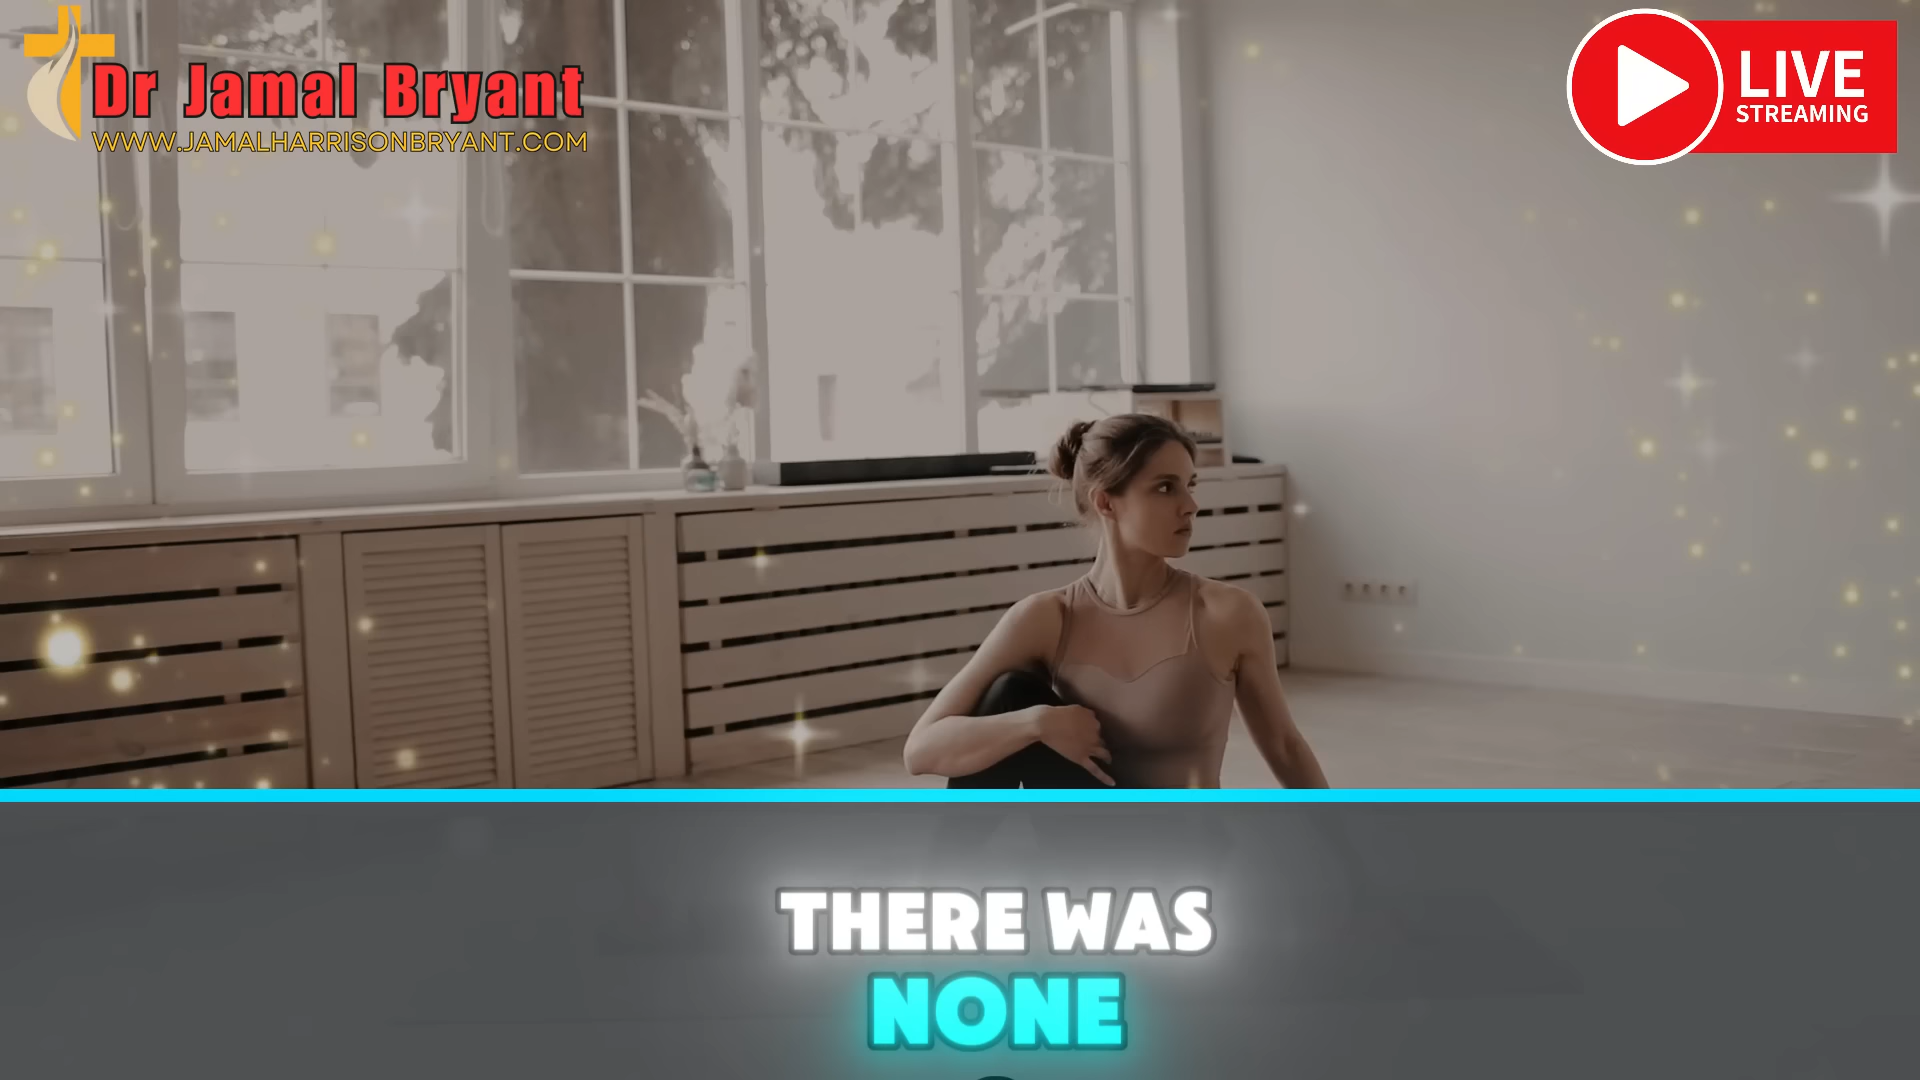 Dr Jamal Bryant
WWW.JAMALHARRISONBRYANT.COM
LIVE
STREAMING
THERE WAS
NONE